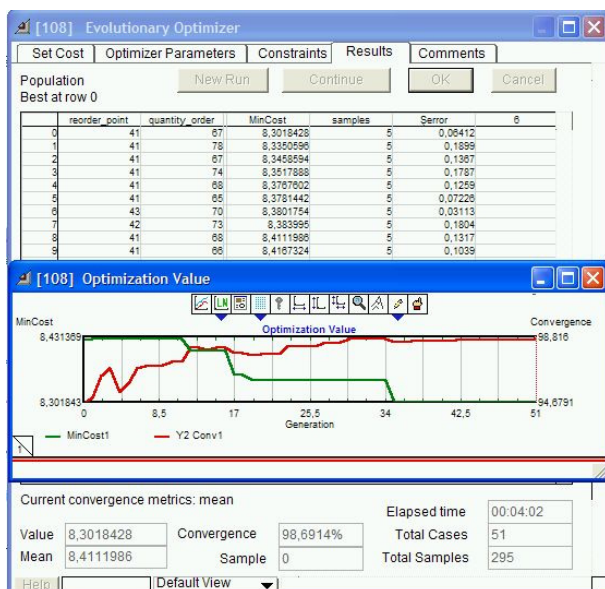 [108] Evolutionary Optimizer
Set Cost Optimizer Parameters Constraints Results Comments
Population New Run Continue OK Cancel
Best at row 0
reorder_point quantity_order MinCost samples Serror 6
0 41 67 8,3018428 5 0,06412
1 41 78 8,3350596 5 0,1899
2 41 67 8,3458594 5 0,1367
3 41 74 8,3517888 5 0,1787
4 41 68 8,3767602 5 0,1259
5 41 65 8,3781442 5 0,07226
6 43 70 8,3801754 5 0,03113
7 42 73 8,383995 5 0,1804
8 41 68 8,4111986 5 0,1317
9 41 66 8,4167324 5 0,1039
[108] Optimization Value
LN
MinCost Optimization Value Convergence
8,431369 98,816
8,301843 94,6791
0 8,5 17 25,5 34 42,5 51
Generation
MinCost1 Y2 Conv1
1
Current convergence metrics: mean
Elapsed time 00:04:02
Value 8,3018428 Convergence 98,6914% Total Cases 51
Mean 8,4111986 Sample 0 Total Samples 295
Help Default View